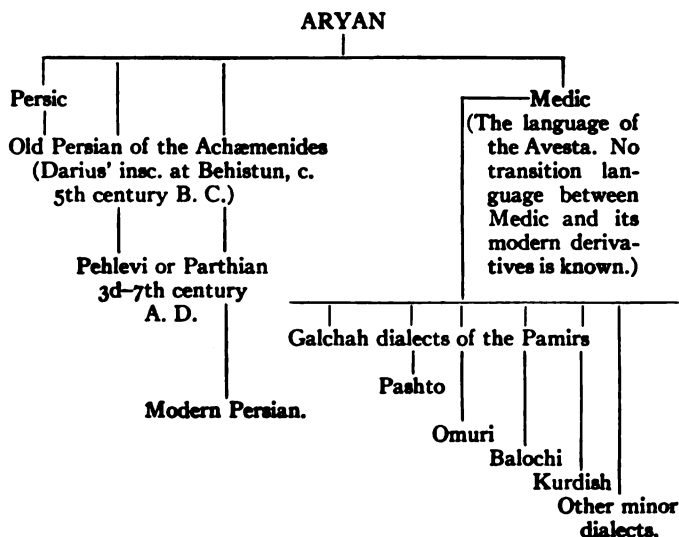 ARYAN
Persic
Old Persian of the Achæmenides
(Darius' insc. at Behistun, c.
5th century B. C.)
Pehlevi or Parthian
3d–7th century
A. D.
Modern Persian.
Medic
(The language of
the Avesta. No
transition lan-
guage between
Medic and its
modern deriva-
tives is known.)
Galchah dialects of the Pamirs
Pashto
Omuri
Balochi
Kurdish
Other minor
dialects.